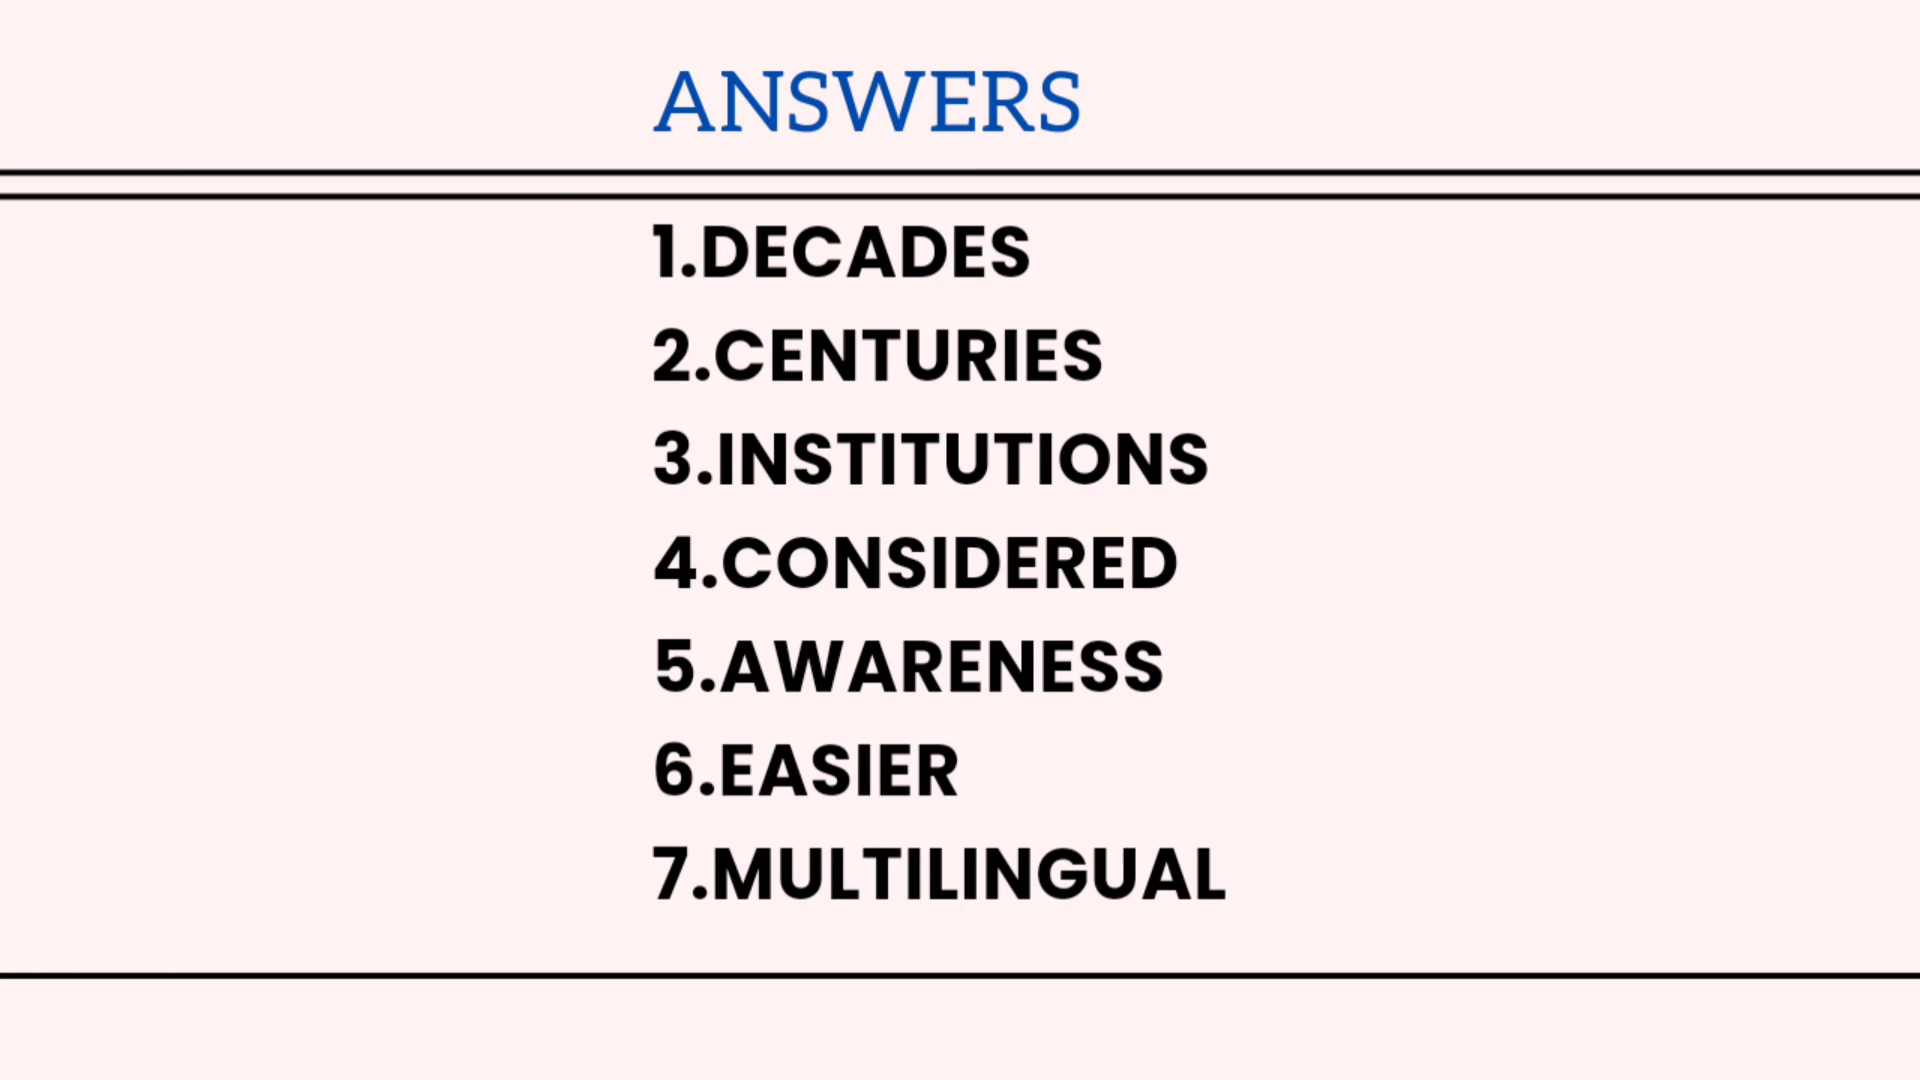 ANSWERS
1.DECADES
2.CENTURIES
3.INSTITUTIONS
4.CONSIDERED
5.AWARENESS
6.EASIER
7.MULTILINGUAL